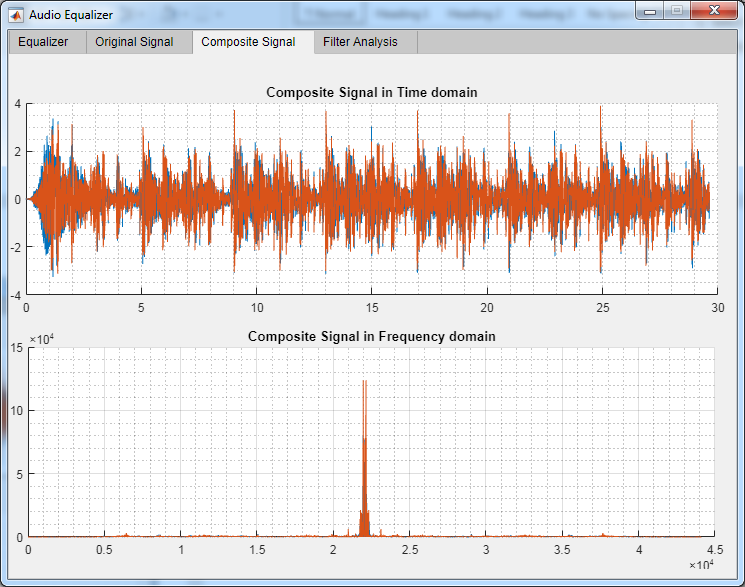 Audio Equalizer
Equalizer Original Signal Composite Signal Filter Analysis
Composite Signal in Time domain
4
2
0
-2
-4
0 5 10 15 20 25 30
Composite Signal in Frequency domain
×10⁴
15
10
5
0
0 0.5 1 1.5 2 2.5 3 3.5 4 4.5
×10⁴